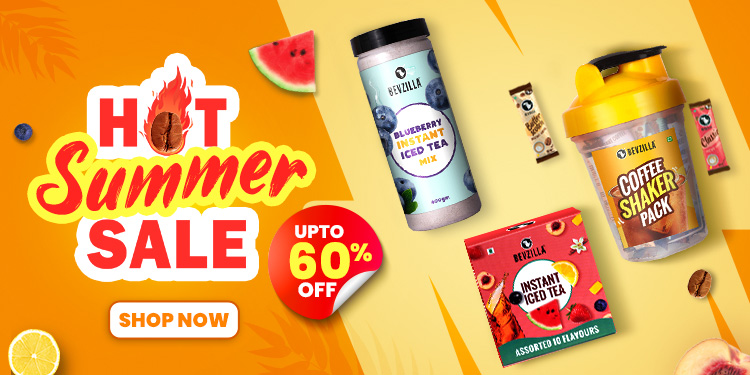 HOT
Summer
SALE
UPTO
60%
OFF
SHOP NOW
BEVZILLA
BLUEBERRY
INSTANT
ICED TEA
MIX
BEVZILLA
COFFEE
SHAKER
PACK
BEVZILLA
INSTANT
ICED TEA
ASSORTED 10 FLAVOURS